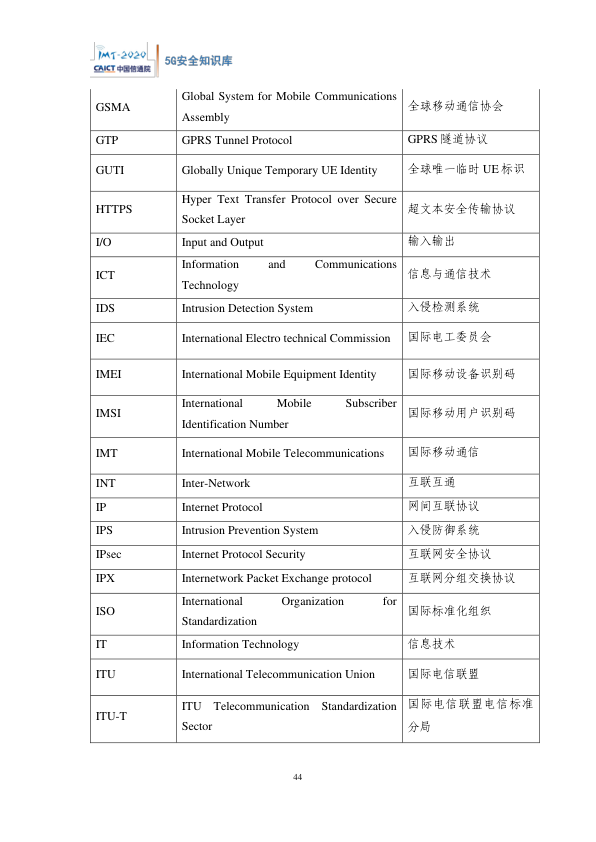 IMT-2020
CAICT 中国信通院
5G安全知识库
GSMA
Global System for Mobile Communications
Assembly
全球移动通信协会
GTP
GPRS Tunnel Protocol
GPRS 隧道协议
GUTI
Globally Unique Temporary UE Identity
全球唯一临时 UE 标识
HTTPS
Hyper Text Transfer Protocol over Secure
Socket Layer
超文本安全传输协议
I/O
Input and Output
输入输出
ICT
Information and Communications
Technology
信息与通信技术
IDS
Intrusion Detection System
入侵检测系统
IEC
International Electro technical Commission
国际电工委员会
IMEI
International Mobile Equipment Identity
国际移动设备识别码
IMSI
International Mobile Subscriber
Identification Number
国际移动用户识别码
IMT
International Mobile Telecommunications
国际移动通信
INT
Inter-Network
互联互通
IP
Internet Protocol
网间互联协议
IPS
Intrusion Prevention System
入侵防御系统
IPsec
Internet Protocol Security
互联网安全协议
IPX
Internetwork Packet Exchange protocol
互联网分组交换协议
ISO
International Organization for
Standardization
国际标准化组织
IT
Information Technology
信息技术
ITU
International Telecommunication Union
国际电信联盟
ITU-T
ITU Telecommunication Standardization
Sector
国际电信联盟电信标准
分局
44